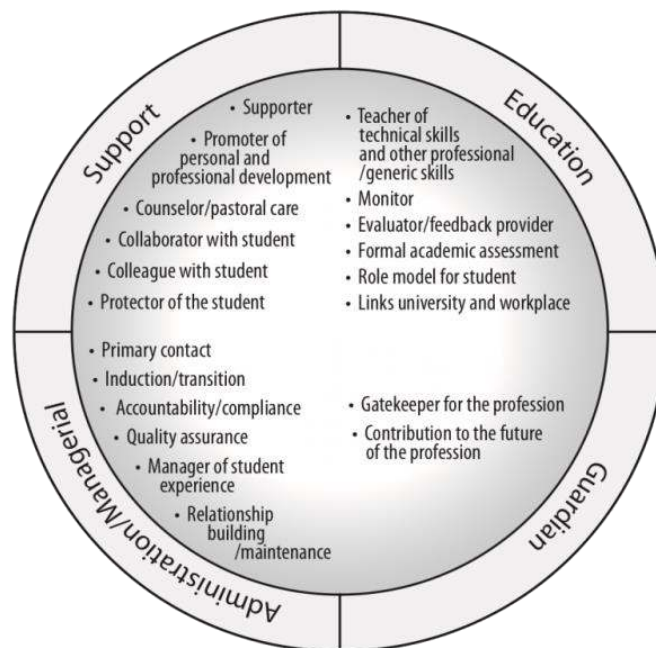 Support
• Supporter
• Promoter of
personal and
professional development
• Counselor/pastoral care
• Collaborator with student
• Colleague with student
• Protector of the student
Education
• Teacher of
technical skills
and other professional
/generic skills
• Monitor
• Evaluator/feedback provider
• Formal academic assessment
• Role model for student
• Links university and workplace
Administration/Managerial
• Primary contact
• Induction/transition
• Accountability/compliance
• Quality assurance
• Manager of student
experience
• Relationship
building
/maintenance
Guardian
• Gatekeeper for the profession
• Contribution to the future
of the profession